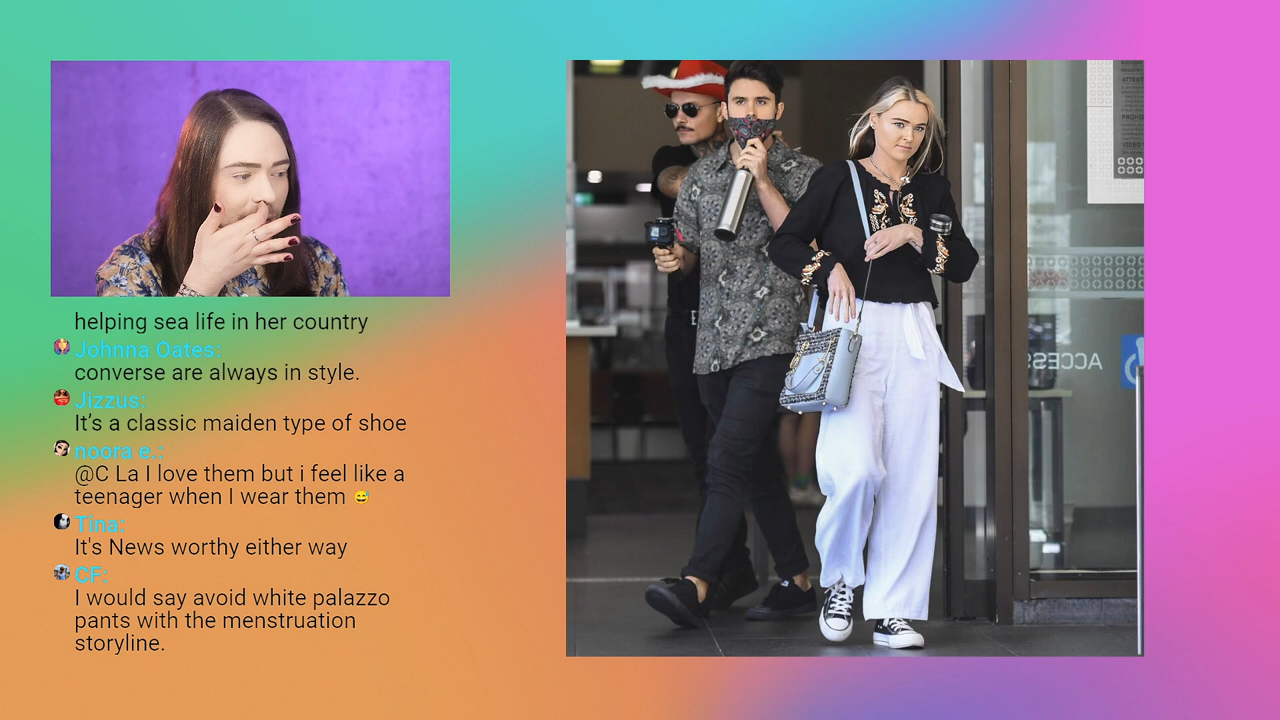 helping sea life in her country
Johnna Oates:
converse are always in style.
Jizzus:
It's a classic maiden type of shoe
noora e.:
@C La I love them but i feel like a
teenager when I wear them 😅
Tina:
It's News worthy either way
CF:
I would say avoid white palazzo
pants with the menstruation
storyline.
ACCESS